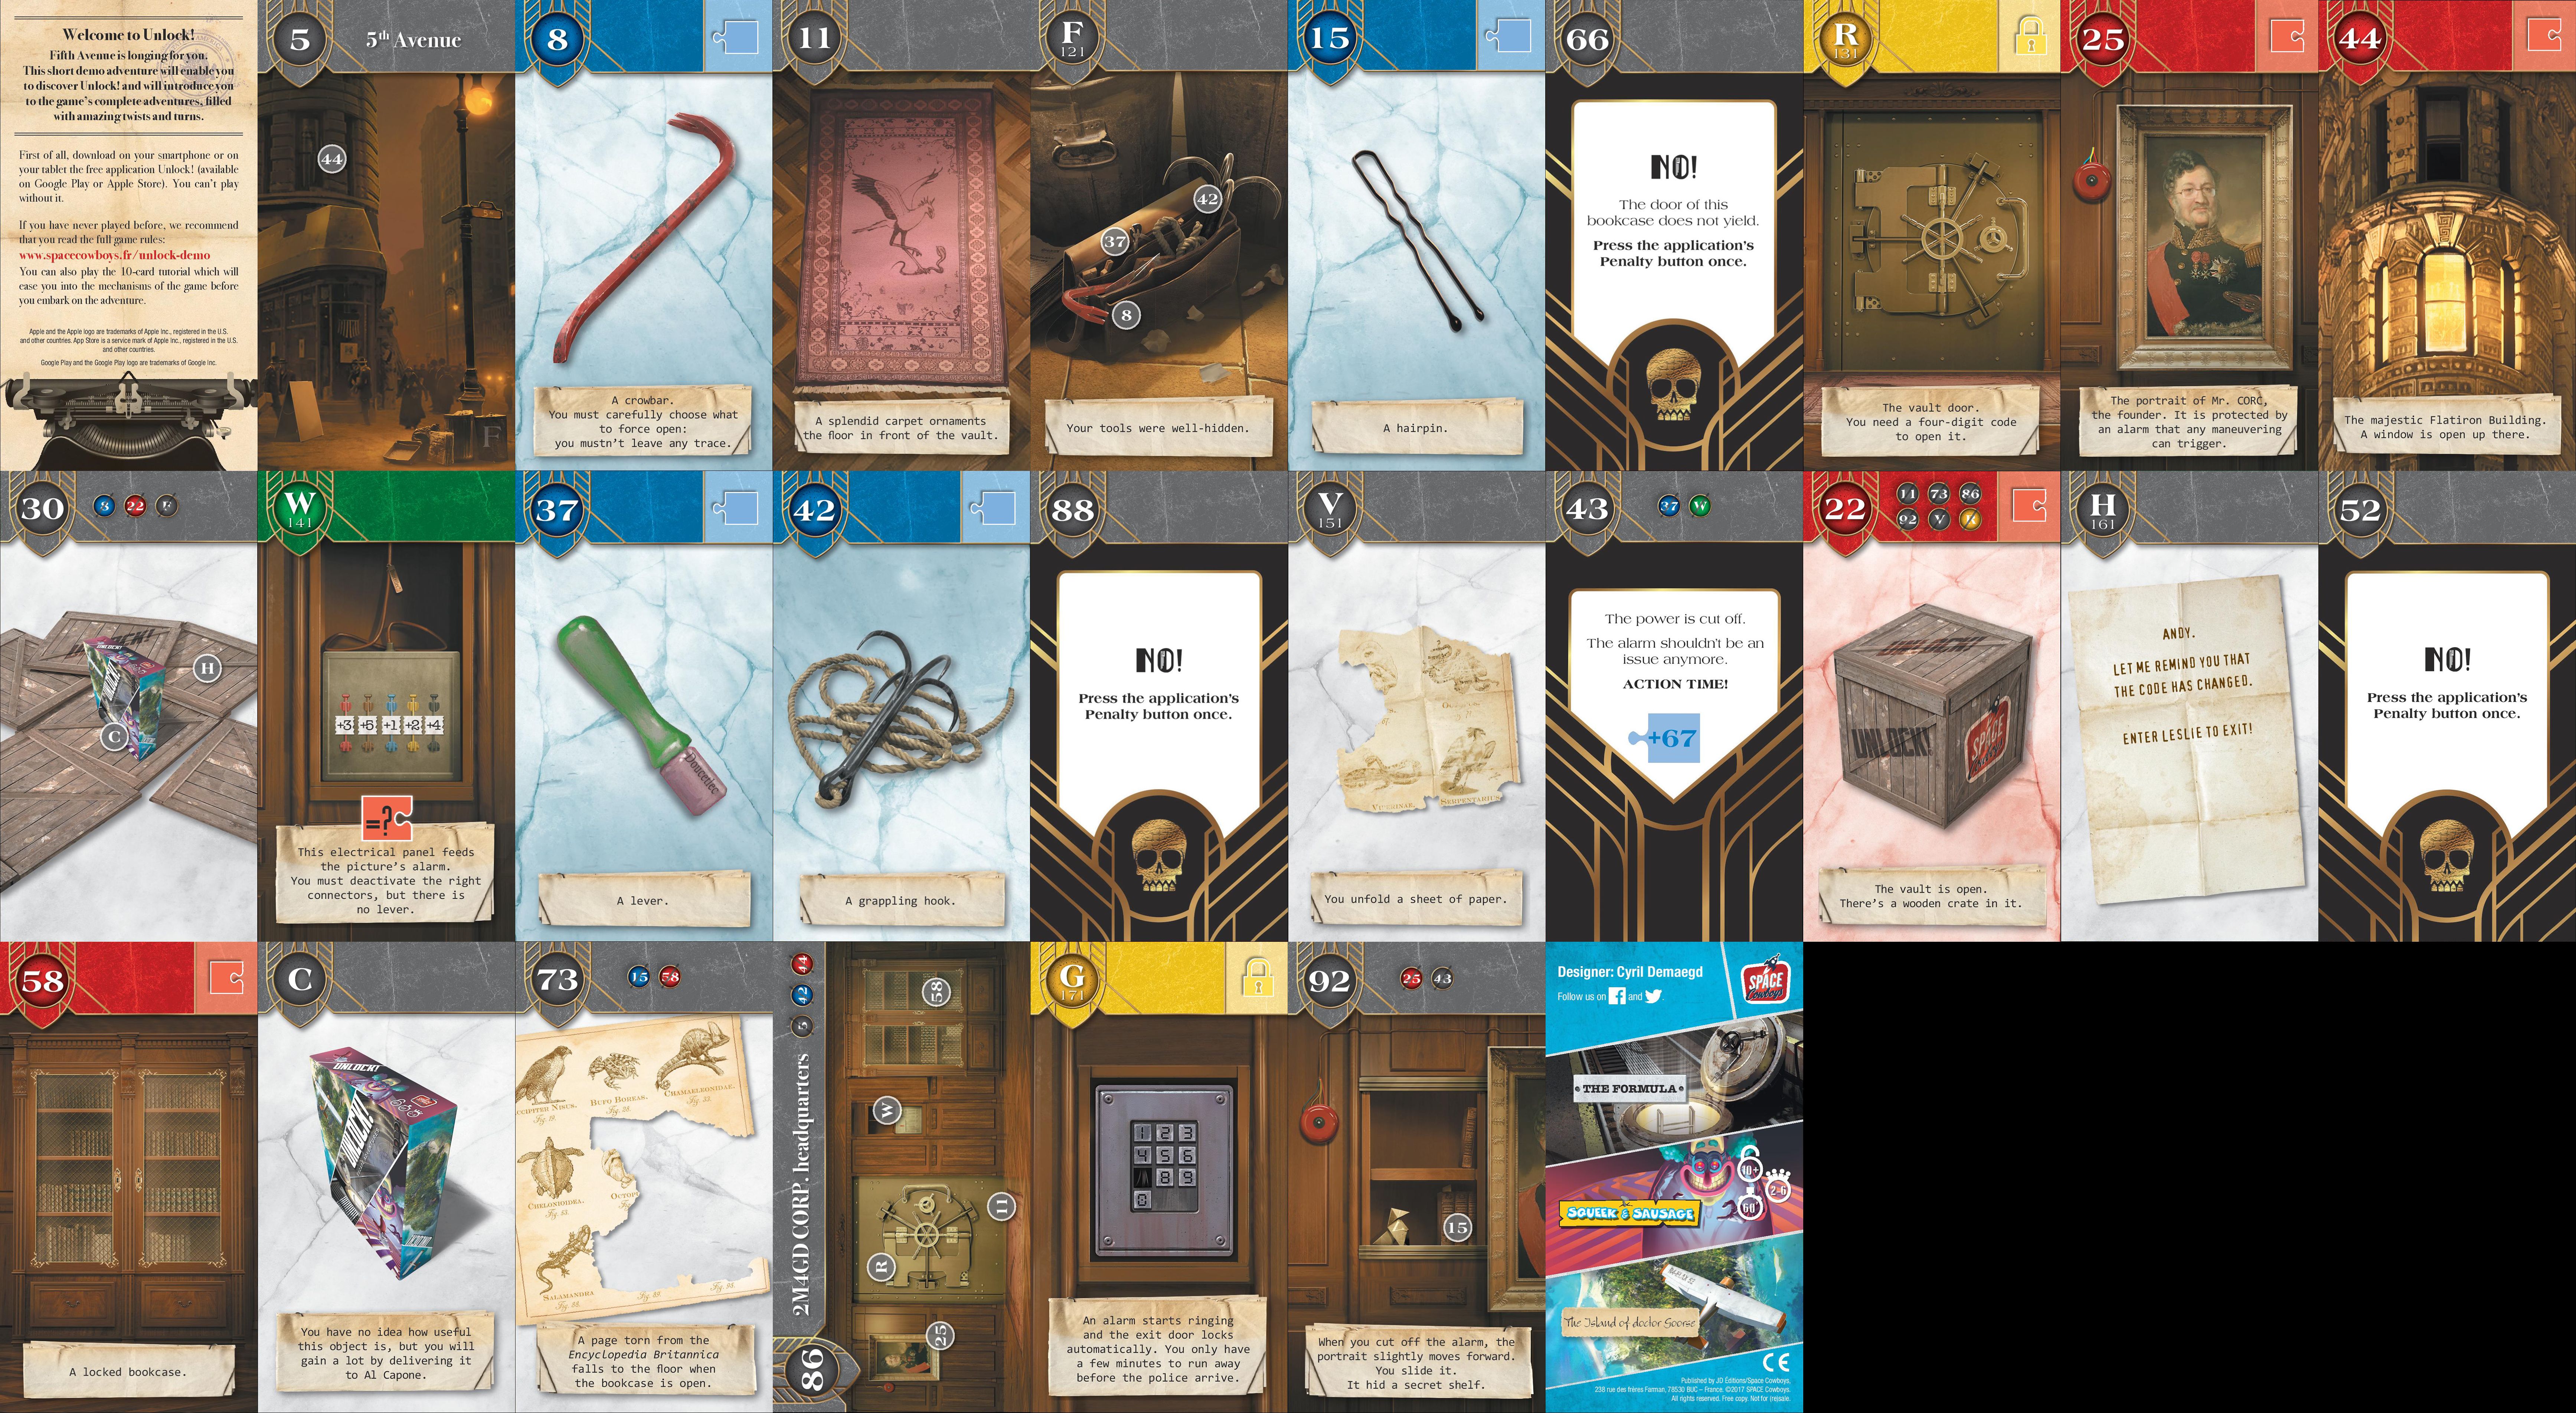 Welcome to Unlock!
Fifth Avenue is longing for you.
This short demo adventure will enable you
to discover Unlock! and will introduce you
to the game's complete adventures, filled
with amazing twists and turns.
First of all, download on your smartphone or on
your tablet the free application Unlock! (available
on Google Play or Apple Store). You can't play
without it.
If you have never played before, we recommend
that you read the full game rules:
www.spacecowboys.fr/unlock-demo
You can also play the 10-card tutorial which will
ease you into the mechanisms of the game before
you embark on the adventure.
Apple and the Apple logo are trademarks of Apple Inc., registered in the U.S.
and other countries. App Store is a service mark of Apple Inc., registered in the U.S.
and other countries.
Google Play and the Google Play logo are trademarks of Google Inc.
5
5th Avenue
44
F
8
A crowbar.
You must carefully choose what
to force open:
you mustn't leave any trace.
11
A splendid carpet ornaments
the floor in front of the vault.
F
121
42
37
8
Your tools were well-hidden.
15
A hairpin.
66
NO!
The door of this
bookcase does not yield.
Press the application's
Penalty button once.
R
131
The vault door.
You need a four-digit code
to open it.
25
The portrait of Mr. CORC,
the founder. It is protected by
an alarm that any maneuvering
can trigger.
44
The majestic Flatiron Building.
A window is open up there.
30
8 22 F
UNLOCK!
H
C
W
141
+3 +5 +1 +2 +4
=?
This electrical panel feeds
the picture's alarm.
You must deactivate the right
connectors, but there is
no lever.
37
Doucedec
A lever.
42
A grappling hook.
88
NO!
Press the application's
Penalty button once.
V
151
SERPENTARIUS
You unfold a sheet of paper.
43
37 W
The power is cut off.
The alarm shouldn't be an
issue anymore.
ACTION TIME!
+67
22
11 73 86
92 V R
UNLOCK!
UNLOCK!
SPACE
The vault is open.
There's a wooden crate in it.
H
161
ANDY.
LET ME REMIND YOU THAT
THE CODE HAS CHANGED.
ENTER LESLIE TO EXIT!
52
NO!
Press the application's
Penalty button once.
58
A locked bookcase.
C
UNLOCK!
UNLOCK!
You have no idea how useful
this object is, but you will
gain a lot by delivering it
to Al Capone.
73
15 58
CCIPITER NISUS.
BUFO BOREAS.
CHAMAELEONIDAE.
CHELONIOIDEA.
OCTOP
SALAMANDRA
A page torn from the
Encyclopedia Britannica
falls to the floor when
the bookcase is open.
86
2M4GD CORP. headquarters
5 42 44
58
W
11
R
25
G
171
1 2 3
4 5 6
8 9
0
An alarm starts ringing
and the exit door locks
automatically. You only have
a few minutes to run away
before the police arrive.
92
25 43
15
When you cut off the alarm, the
portrait slightly moves forward.
You slide it.
It hid a secret shelf.
Designer: Cyril Demaegd
Follow us on f and
SPACE
Cowboys
THE FORMULA
10+
2-6
60'
SQUEEK & SAUSAGE
The Island of doctor Goorse
CE
Published by JD Éditions/Space Cowboys,
238 rue des frères Farman, 78530 BUC – France. ©2017 SPACE Cowboys.
All rights reserved. Free copy. Not for (re)sale.